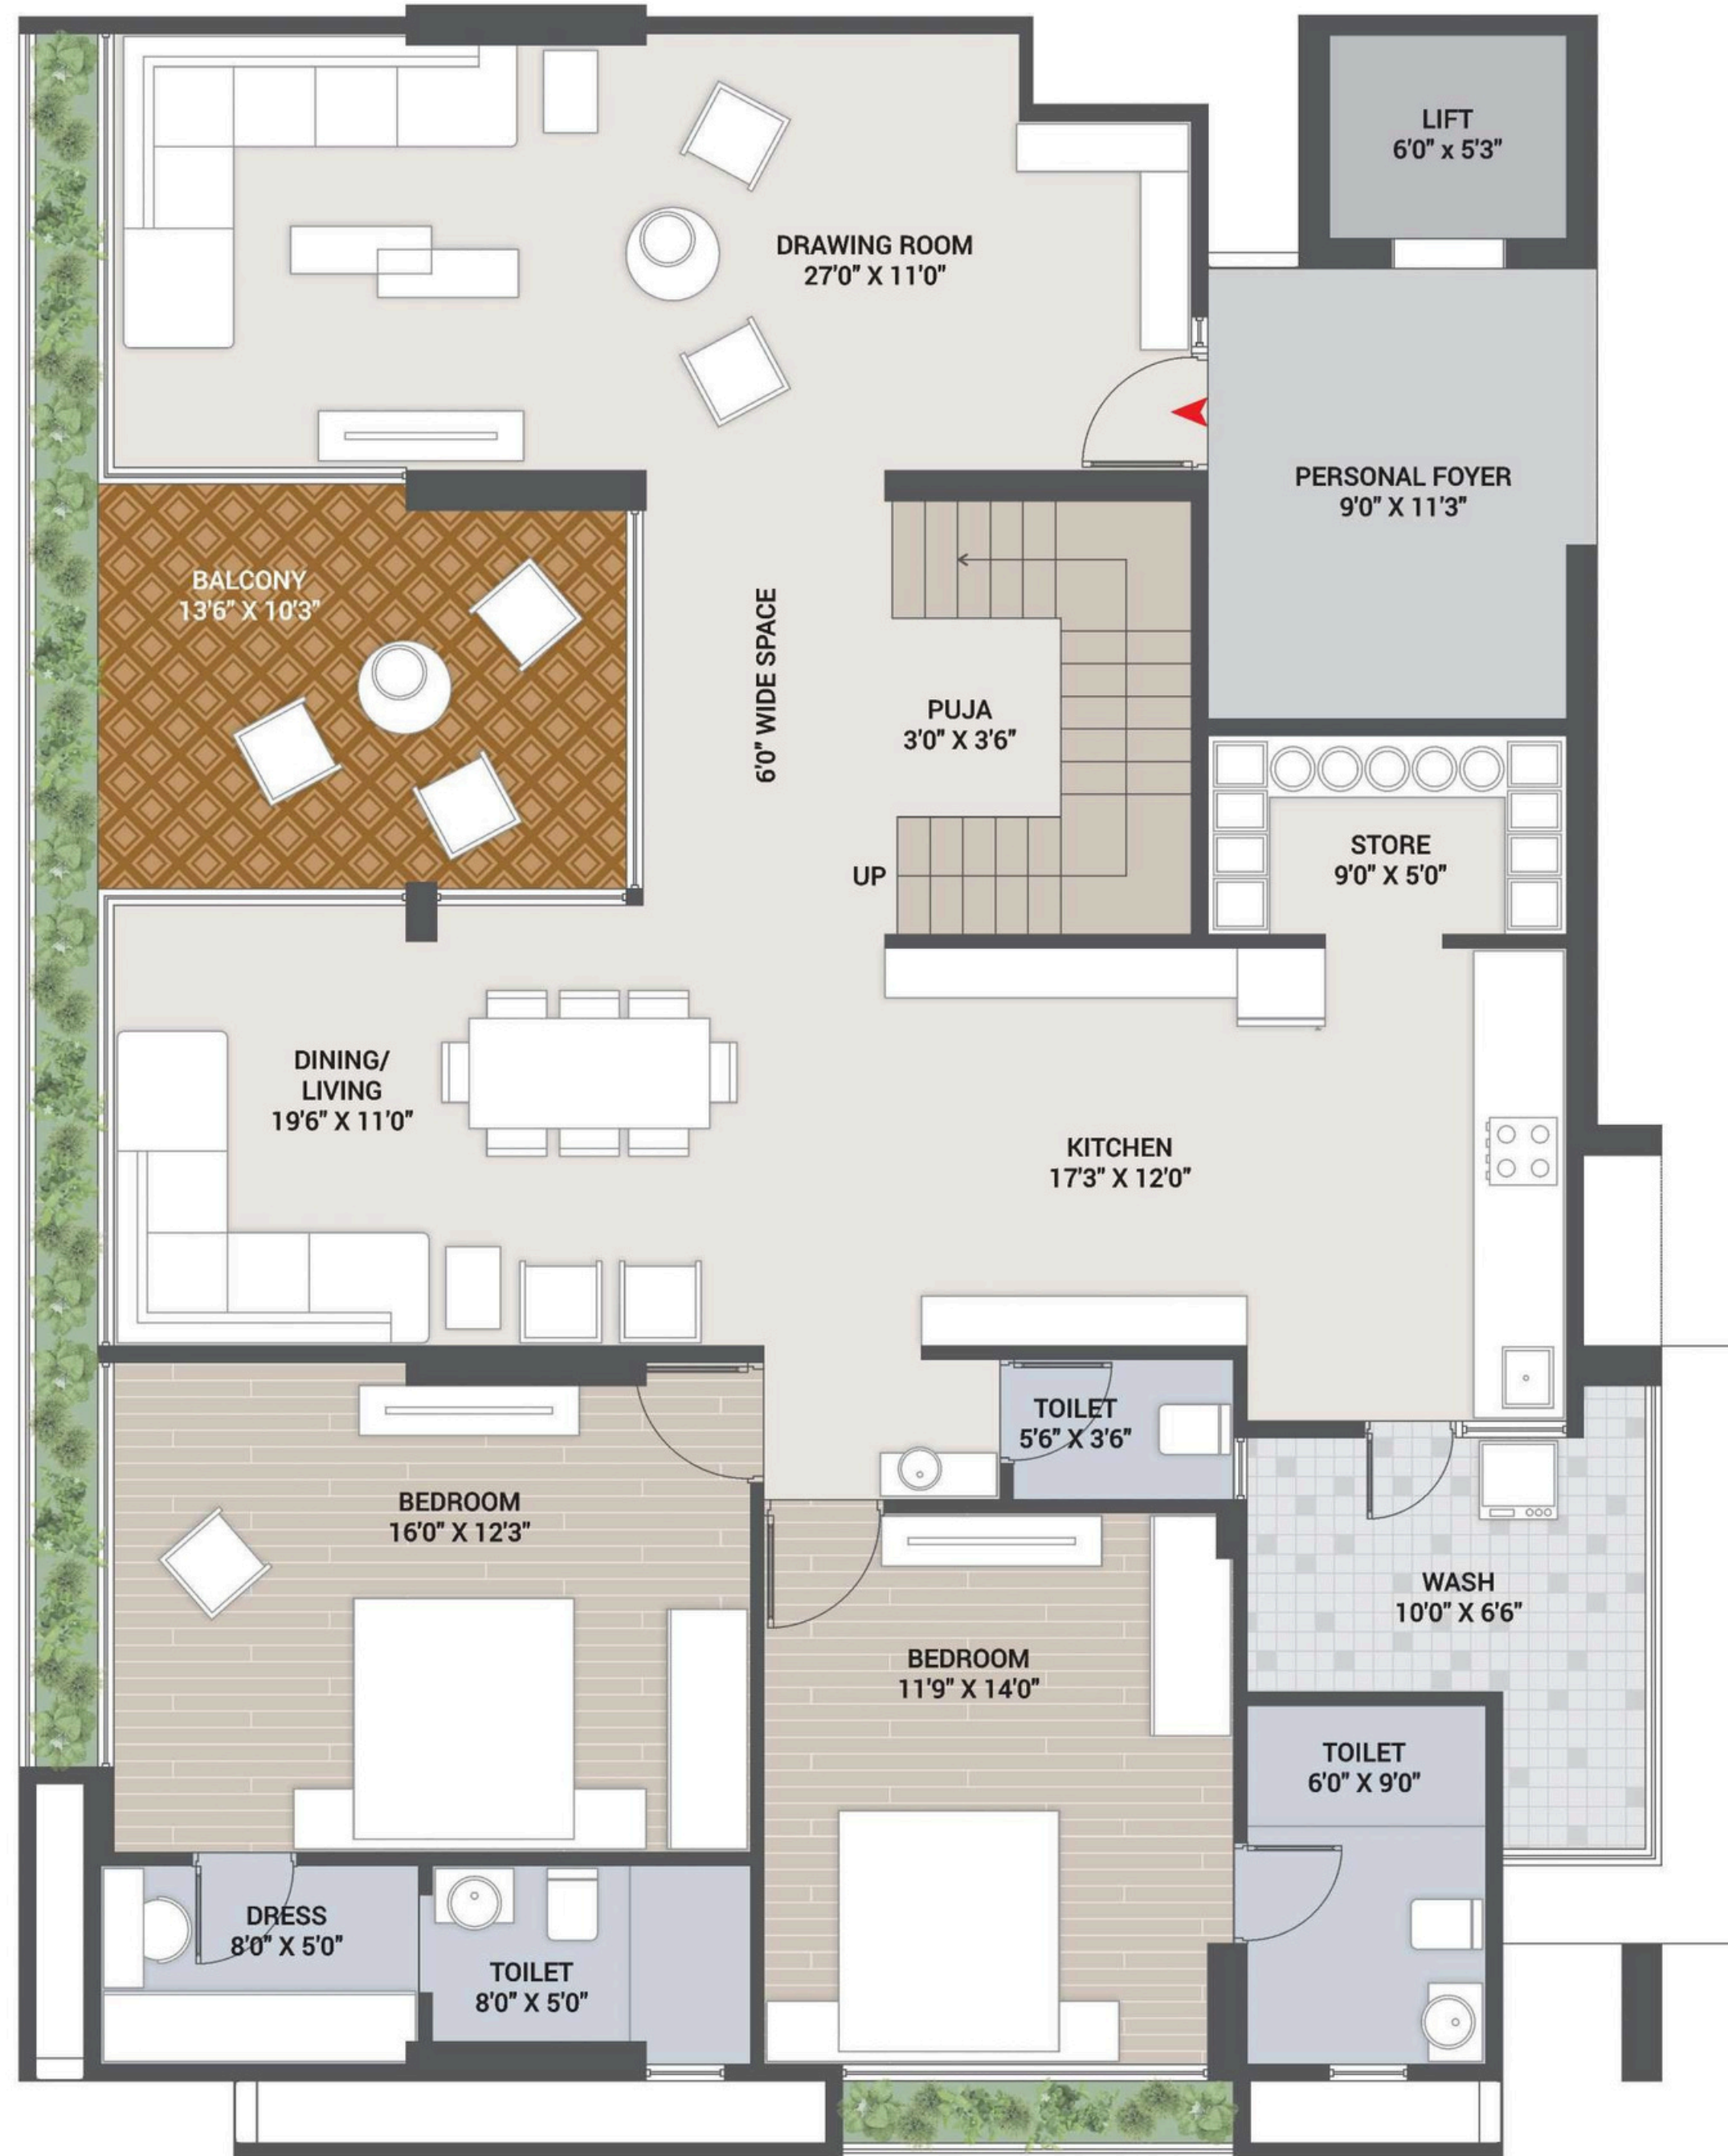 LIFT
6'0" x 5'3"
DRAWING ROOM
27'0" X 11'0"
PERSONAL FOYER
9'0" X 11'3"
BALCONY
13'6" X 10'3"
6'0" WIDE SPACE
PUJA
3'0" X 3'6"
UP
STORE
9'0" X 5'0"
DINING/
LIVING
19'6" X 11'0"
KITCHEN
17'3" X 12'0"
TOILET
5'6" X 3'6"
BEDROOM
16'0" X 12'3"
WASH
10'0" X 6'6"
BEDROOM
11'9" X 14'0"
TOILET
6'0" X 9'0"
DRESS
8'0" X 5'0"
TOILET
8'0" X 5'0"